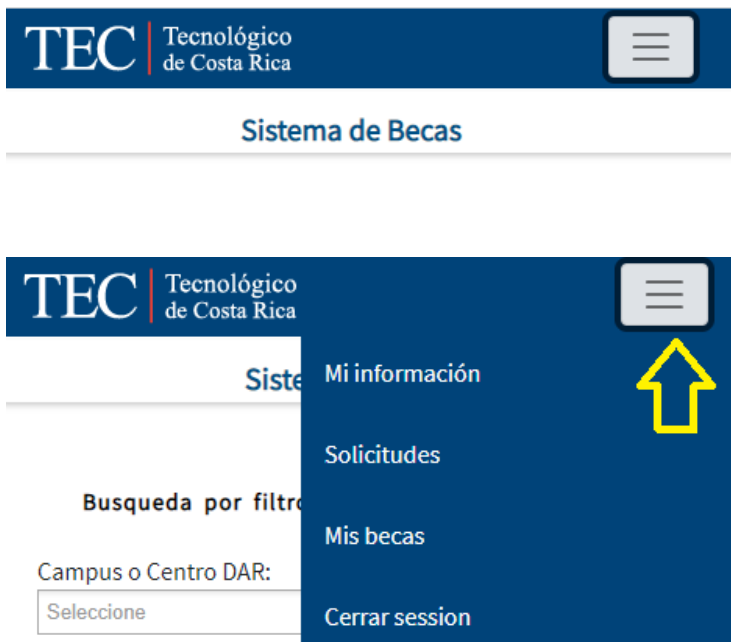 TEC Tecnológico
de Costa Rica
Sistema de Becas
TEC Tecnológico
de Costa Rica
Siste
Mi información
Solicitudes
Busqueda por filtro
Mis becas
Campus o Centro DAR:
Seleccione
Cerrar session